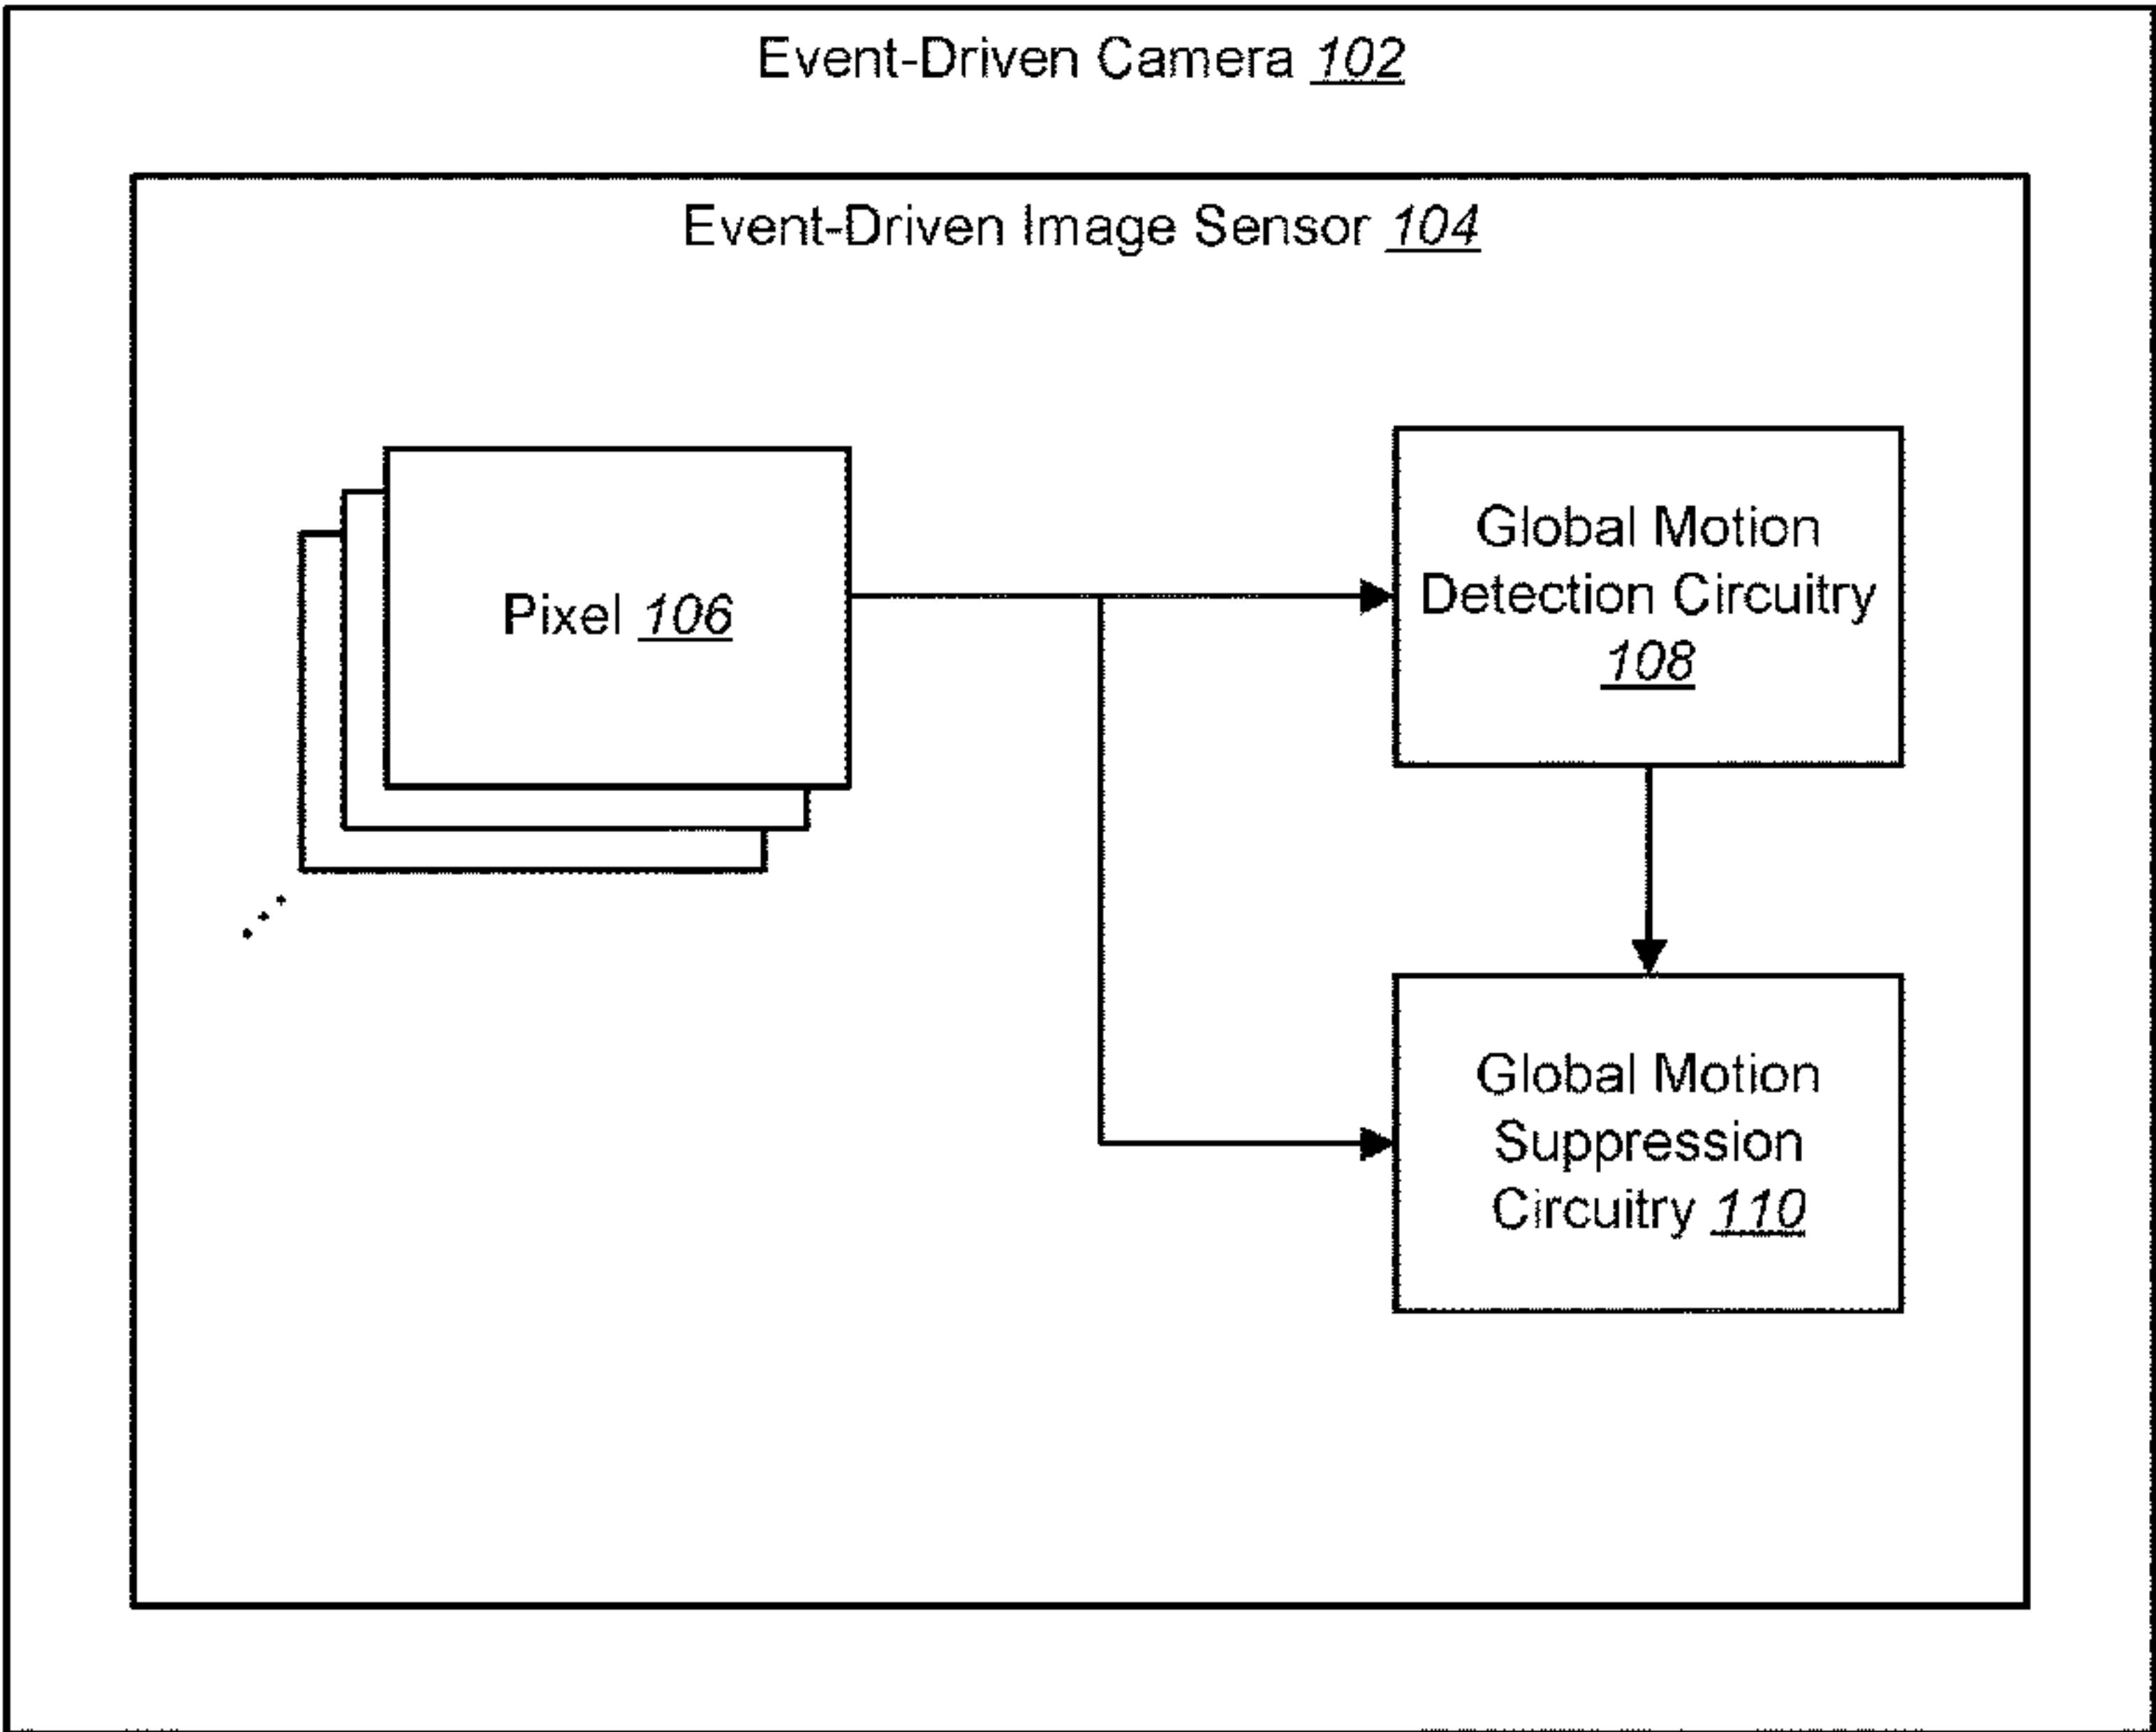 Event-Driven Camera 102
Event-Driven Image Sensor 104
Pixel 106
Global Motion
Detection Circuitry
108
Global Motion
Suppression
Circuitry 110